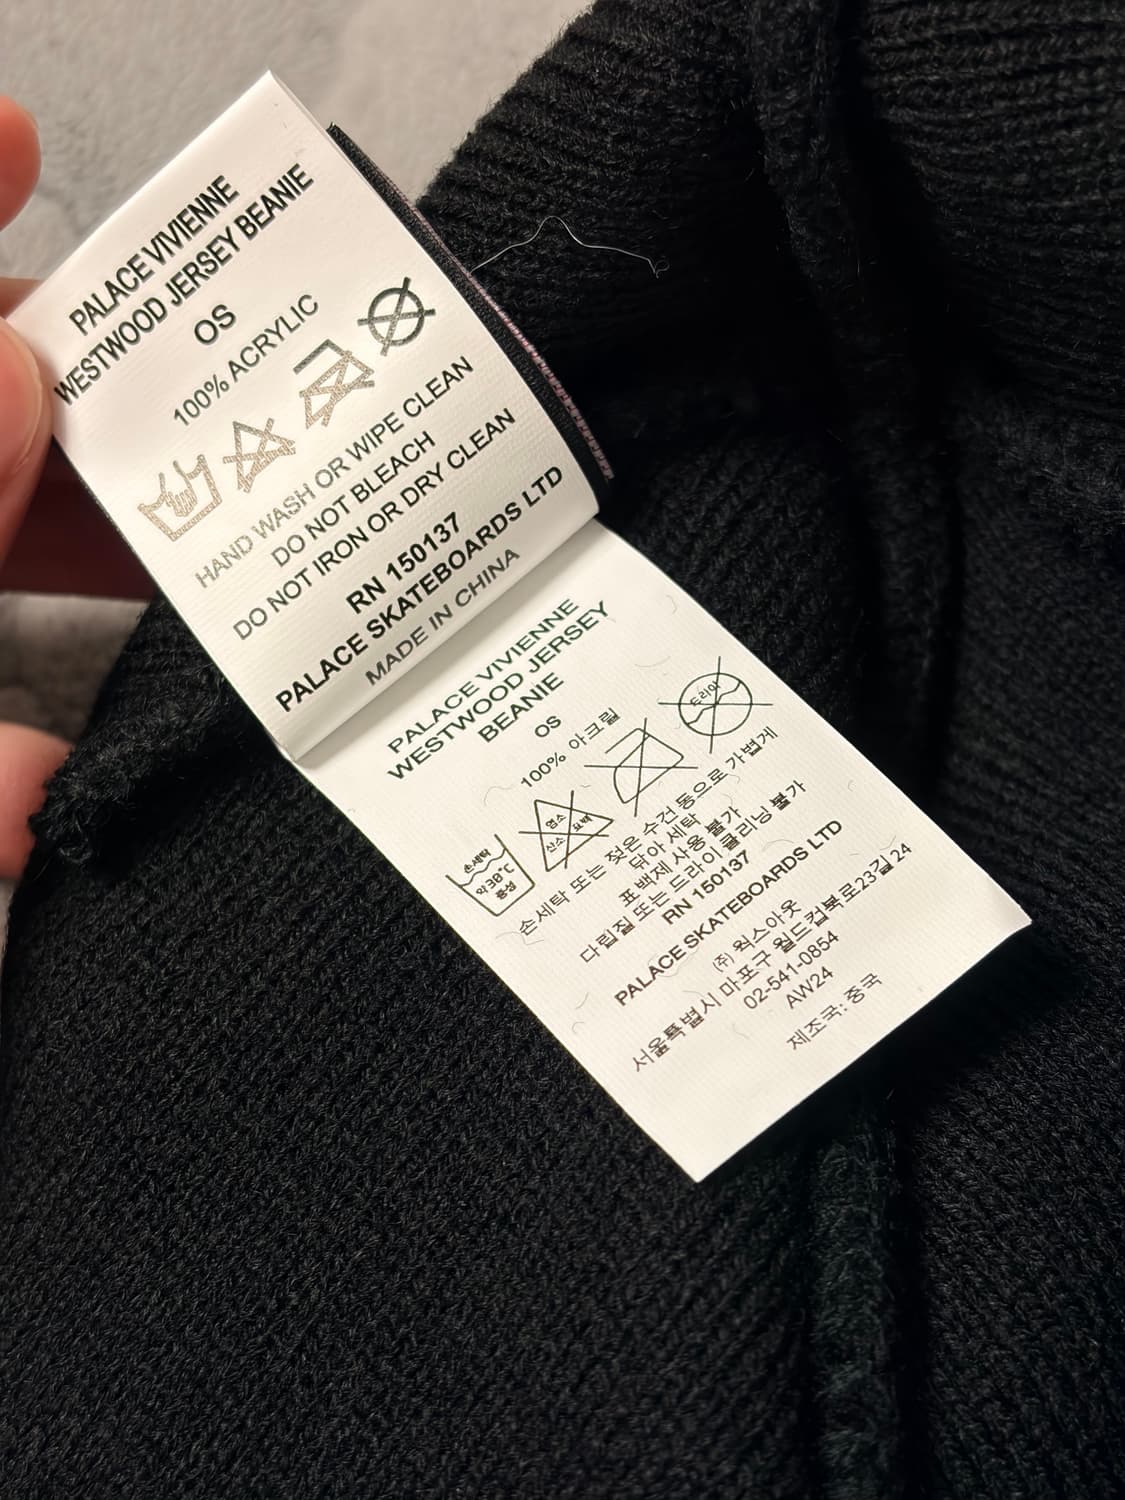 PALACE VIVIENNE
WESTWOOD JERSEY BEANIE
OS
100% ACRYLIC
HAND WASH OR WIPE CLEAN
DO NOT BLEACH
DO NOT IRON OR DRY CLEAN
RN 150137
PALACE SKATEBOARDS LTD
MADE IN CHINA
PALACE VIVIENNE
WESTWOOD JERSEY
BEANIE
OS
100% 아크릴
손세탁
약30℃
중성
염소
산소 표백
드라이
손세탁 또는 젖은 수건 등으로 가볍게
닦아 세탁
표백제 사용 불가
다림질 또는 드라이 클리닝 불가
RN 150137
PALACE SKATEBOARDS LTD
(주) 웍스아웃
서울특별시 마포구 월드컵북로23길 24
02-541-0854
AW24
제조국: 중국